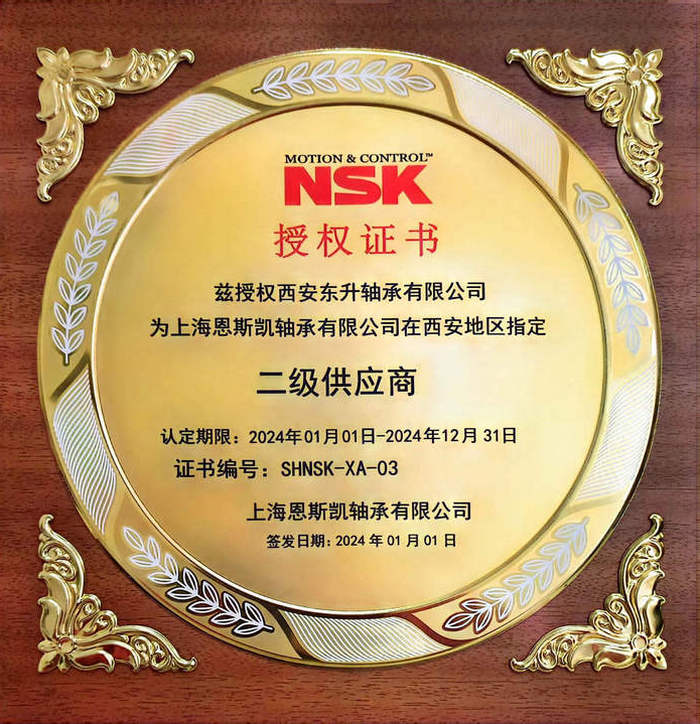 MOTION & CONTROL™
NSK
授权证书
兹授权西安东升轴承有限公司
为上海恩斯凯轴承有限公司在西安地区指定
二级供应商
认定期限：2024年01月01日-2024年12月31日
证书编号：SHNSK-XA-03
上海恩斯凯轴承有限公司
签发日期：2024年01月01日